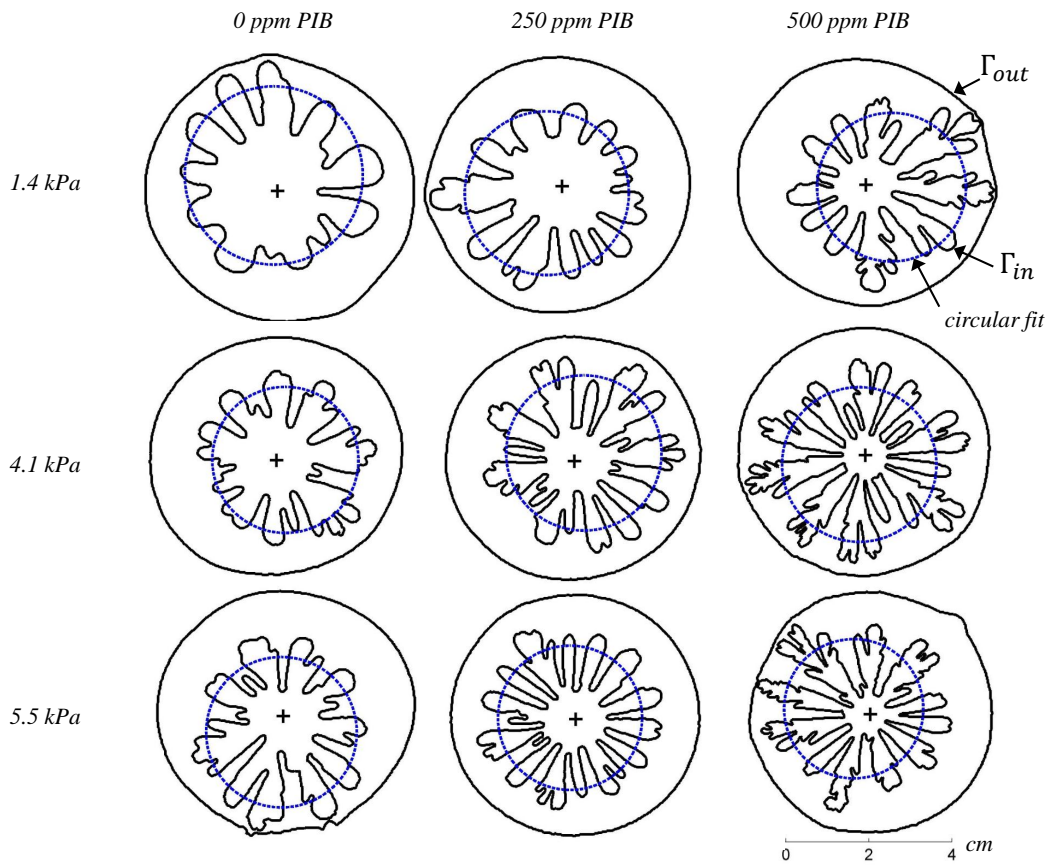 0 ppm PIB
250 ppm PIB
500 ppm PIB
Γout
1.4 kPa
Γin
circular fit
4.1 kPa
5.5 kPa
cm
0 4